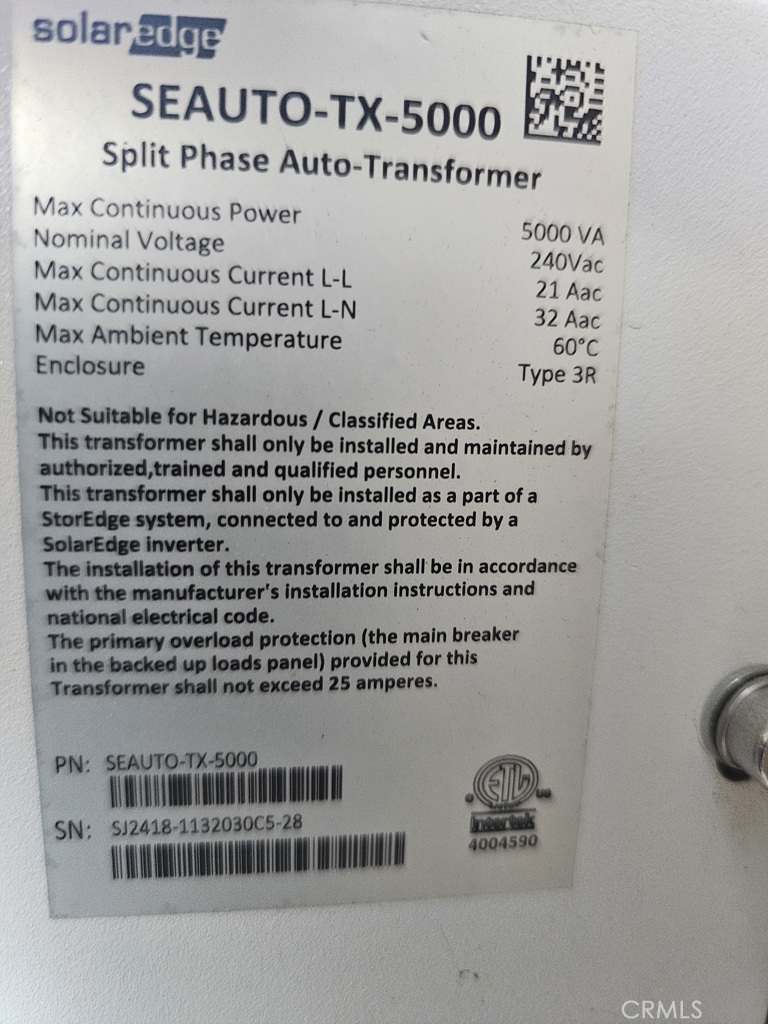 solaredge
SEAUTO-TX-5000
Split Phase Auto-Transformer
Max Continuous Power 5000 VA
Nominal Voltage 240Vac
Max Continuous Current L-L 21 Aac
Max Continuous Current L-N 32 Aac
Max Ambient Temperature 60°C
Enclosure Type 3R
Not Suitable for Hazardous / Classified Areas.
This transformer shall only be installed and maintained by
authorized,trained and qualified personnel.
This transformer shall only be installed as a part of a
StorEdge system, connected to and protected by a
SolarEdge inverter.
The installation of this transformer shall be in accordance
with the manufacturer's installation instructions and
national electrical code.
The primary overload protection (the main breaker
in the backed up loads panel) provided for this
Transformer shall not exceed 25 amperes.
PN: SEAUTO-TX-5000
SN: SJ2418-1132030C5-28
ETL
c us
Intertek
4004590
CRMLS